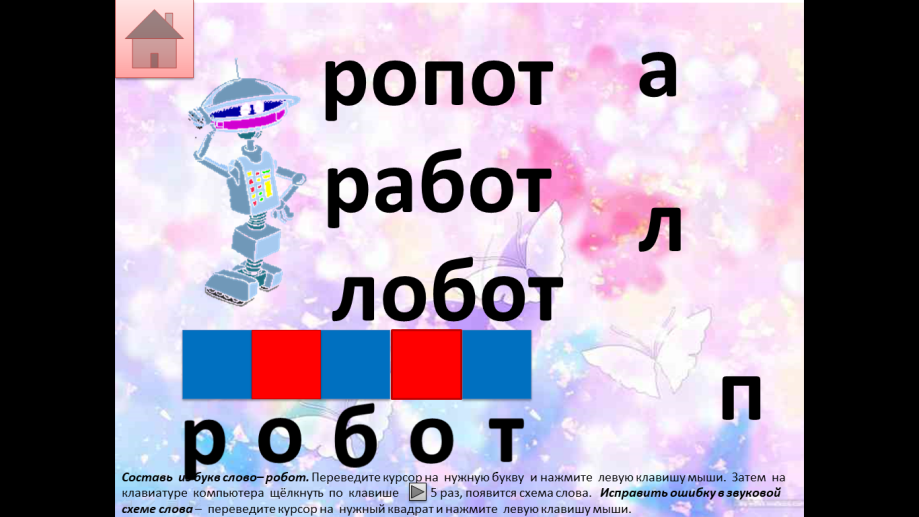 ропот
а
работ
л
лобот
п
р о б о т
Составь из букв слово– робот. Переведите курсор на нужную букву и нажмите левую клавишу мыши. Затем на
клавиатуре компьютера щёлкнуть по клавише 5 раз, появится схема слова. Исправить ошибку в звуковой
схеме слова – переведите курсор на нужный квадрат и нажмите левую клавишу мыши.